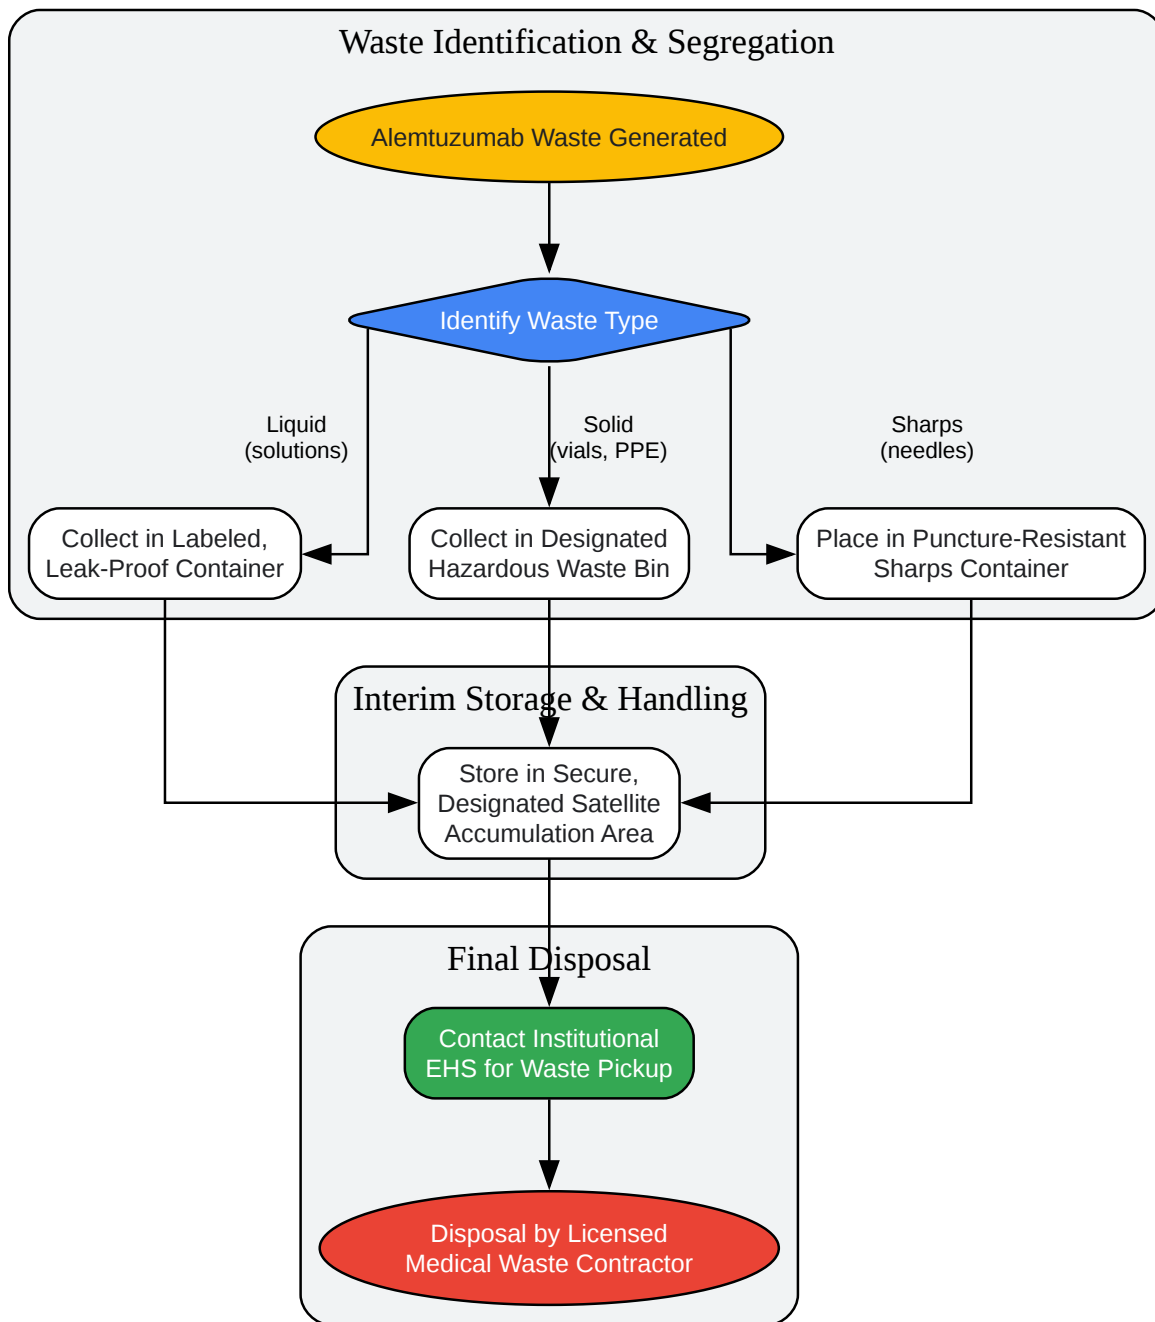 Waste Identification & Segregation
Alemtuzumab Waste Generated
Identify Waste Type
Liquid
(solutions)
Solid
(vials, PPE)
Sharps
(needles)
Collect in Labeled,
Leak-Proof Container
Collect in Designated
Hazardous Waste Bin
Place in Puncture-Resistant
Sharps Container
Interim Storage & Handling
Store in Secure,
Designated Satellite
Accumulation Area
Final Disposal
Contact Institutional
EHS for Waste Pickup
Disposal by Licensed
Medical Waste Contractor